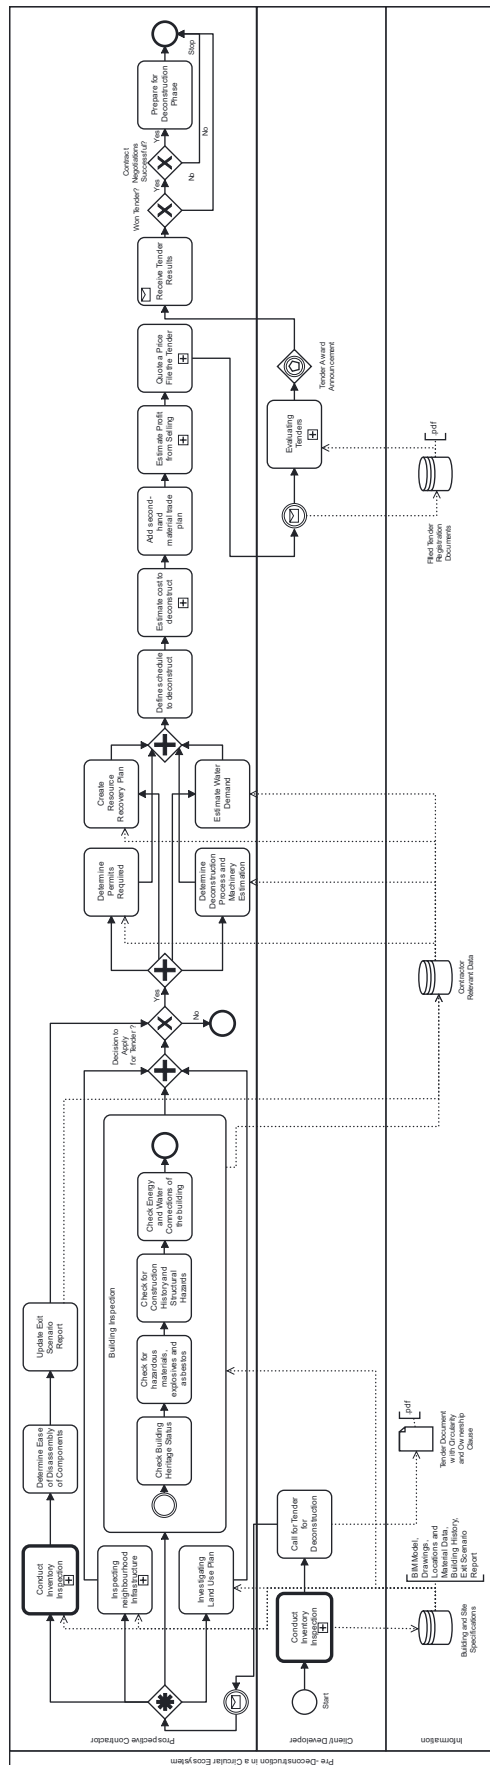 Pre -Deconstruction in a Circular Ecosystem
Prospective Contractor
Conduct
Inventory
Inspection
Determine Ease
of Disassembly
of Components
Update Exit
Scenario
Report
Inspecting
neighbourhood
Infrastructure
Investigating
Land Use Plan
Building Inspection
Check Building
Heritage Status
Check for
hazardous
materials,
explosives and
asbestos
Check for
Construction
History and
Structural
Hazards
Check Energy
and Water
Connections of
the building
Decision to
Apply
for Tender ?
Yes
No
Determine
Permits
Required
Create
Resource
Recovery Plan
Determine
Deconstruction
Process and
Machinery
Estimation
Estimate Water
Demand
Define schedule
to deconstruct
Estimate cost to
deconstruct
Add second-
hand
material trade
plan
Estimate Profit
from Selling
Quote a Price
File the Tender
Receive Tender
Results
Won Tender?
Yes
No
Contract
Negotiations
Successful?
Yes
No
Prepare for
Deconstruction
Phase
Stop
Client/Developer
Start
Conduct
Inventory
Inspection
Call for Tender
for
Deconstruction
Evaluating
Tenders
Tender Award
Announcement
Information
Building and Site
Specifications
BIM Model,
Drawings,
Locations and
Material Data,
Building History,
Exit Scenario
Report
Tender Document
with Circularity
and Ownership
Clause
.pdf
Contractor
Relevant Data
Filled Tender
Registration
Documents
.pdf